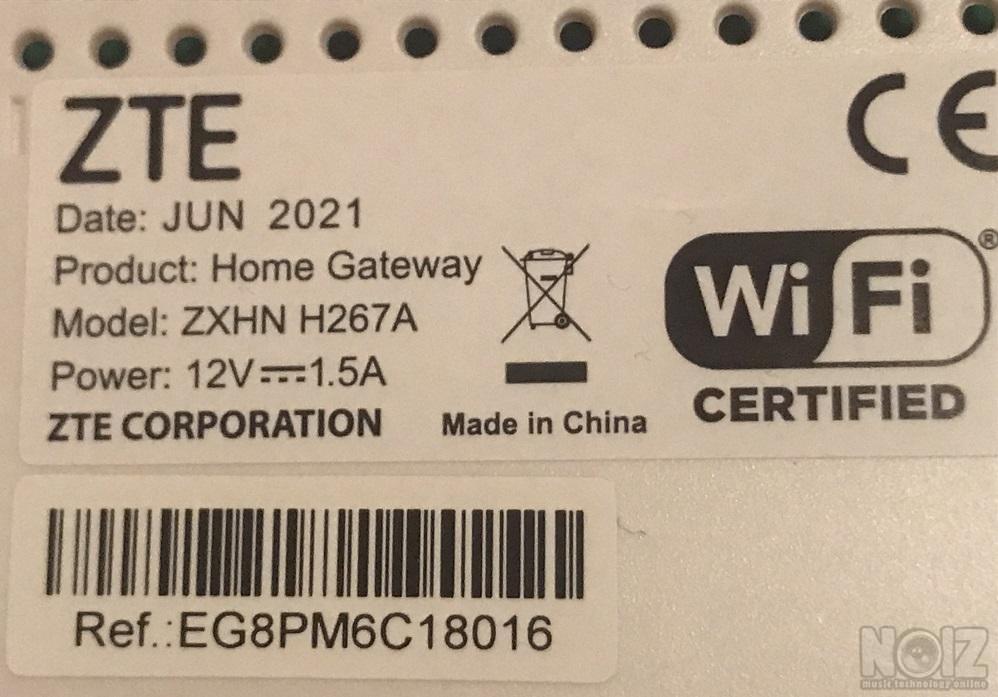 ZTE
CE
Date: JUN 2021
Product: Home Gateway
Model: ZXHN H267A
Power: 12V⎓1.5A
ZTE CORPORATION
Made in China
WiFi®
CERTIFIED
Ref.:EG8PM6C18016
NOIZ
music technology online